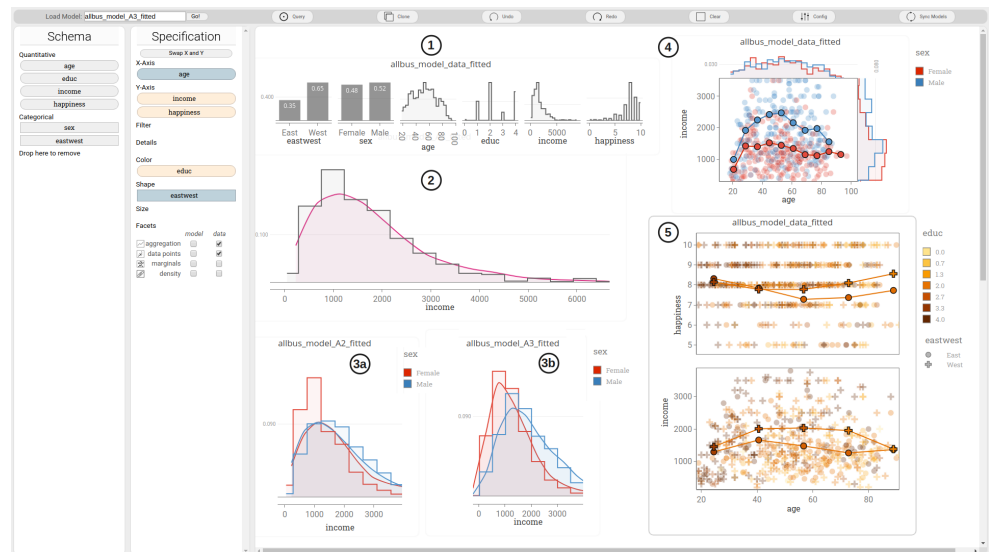 Load Model: allbus_model_A3_fitted Go! Query Clone Undo Redo Clear Config Sync Models
Schema
Quantitative
age
educ
income
happiness
Categorical
sex
eastwest
Drop here to remove
Specification
Swap X and Y
X-Axis
age
Y-Axis
income
happiness
Filter
Details
Color
educ
Shape
eastwest
Size
Facets
model data
aggregation
data points
marginals
density
1
allbus_model_data_fitted
0.400
0.35 0.65 0.48 0.52
East West Female Male 20 40 60 80 100 0 1 2 3 4 0 5000 0 10
eastwest sex age educ income happiness
2
0.100
0 1000 2000 3000 4000 5000 6000
income
allbus_model_A2_fitted
3a
sex
Female
Male
0 1000 2000 3000
income
allbus_model_A3_fitted
3b
sex
Female
Male
0 1000 2000 3000
income
4
allbus_model_data_fitted
sex
Female
Male
3000
2000
1000
income
20 40 60 80 100
age
5
allbus_model_data_fitted
10
9
8
7
6
5
happiness
3000
2000
1000
income
20 40 60 80
age
educ
0.0
0.7
1.3
2.0
2.7
3.3
4.0
eastwest
East
West